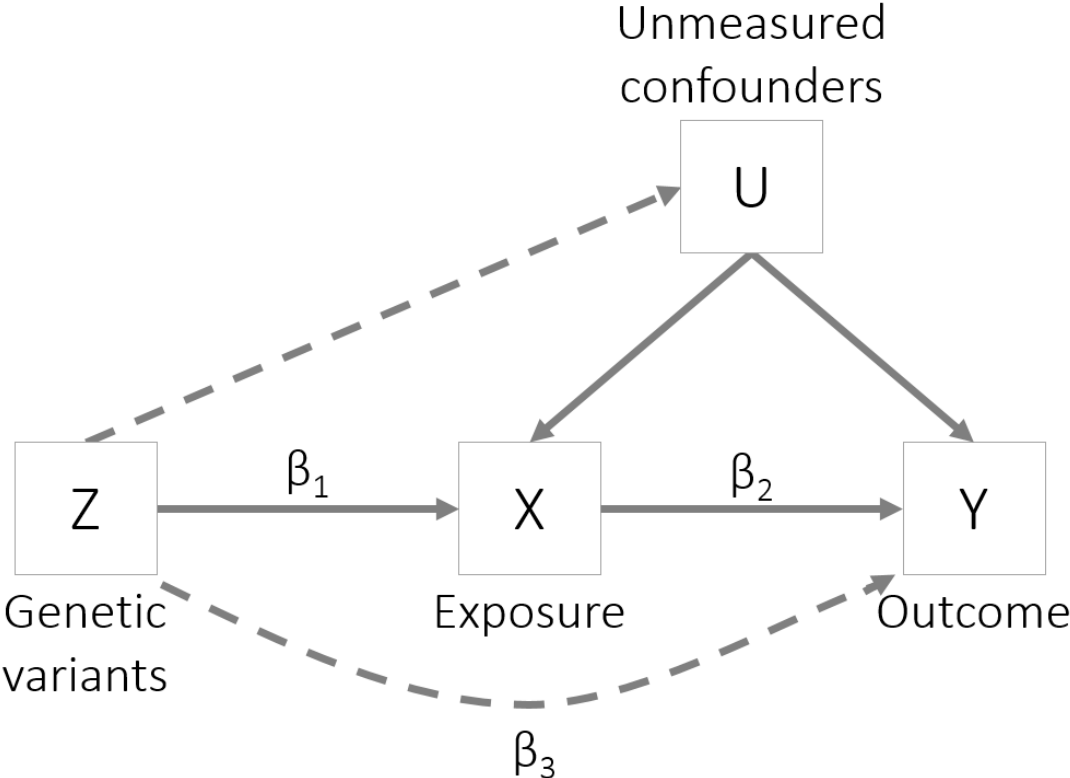 Unmeasured
confounders
U
β1
β2
Z
X
Y
Genetic
variants
Exposure
Outcome
β3